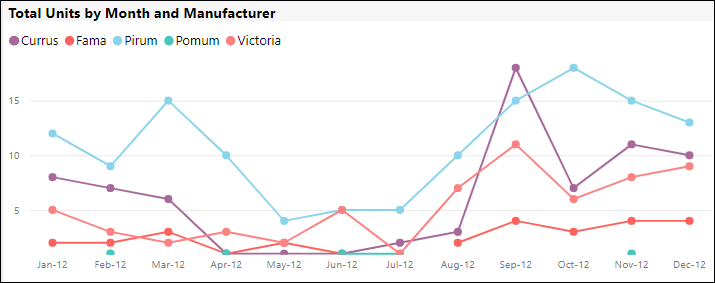 Total Units by Month and Manufacturer
Currus Fama Pirum Pomum Victoria
15
10
5
Jan-12 Feb-12 Mar-12 Apr-12 May-12 Jun-12 Jul-12 Aug-12 Sep-12 Oct-12 Nov-12 Dec-12